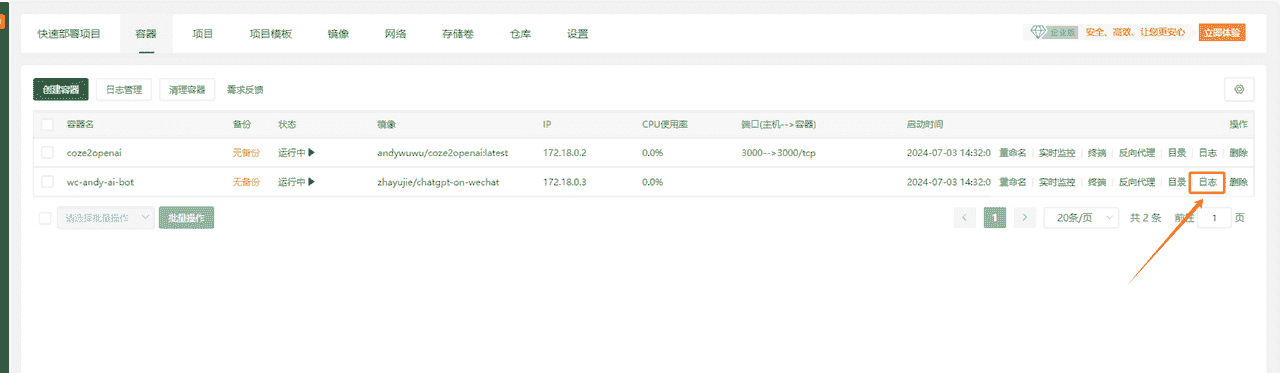 快速部署项目 容器 项目 项目模板 镜像 网络 存储卷 仓库 设置 企业版 安全、高效、让您更安心 立即体验
创建容器 日志管理 清理容器 需求反馈
容器名 备份 状态 镜像 IP CPU使用率 端口(主机-->容器) 启动时间 操作
coze2openai 无备份 运行中 andywuwu/coze2openai:latest 172.18.0.2 0.0% 3000-->3000/tcp 2024-07-03 14:32:0 重命名 实时监控 终端 反向代理 目录 日志 删除
wc-andy-ai-bot 无备份 运行中 zhayujie/chatgpt-on-wechat 172.18.0.3 0.0% 2024-07-03 14:32:0 重命名 实时监控 终端 反向代理 目录 日志 删除
请选择批量操作 批量操作 1 20条/页 共 2 条 前往 1 页